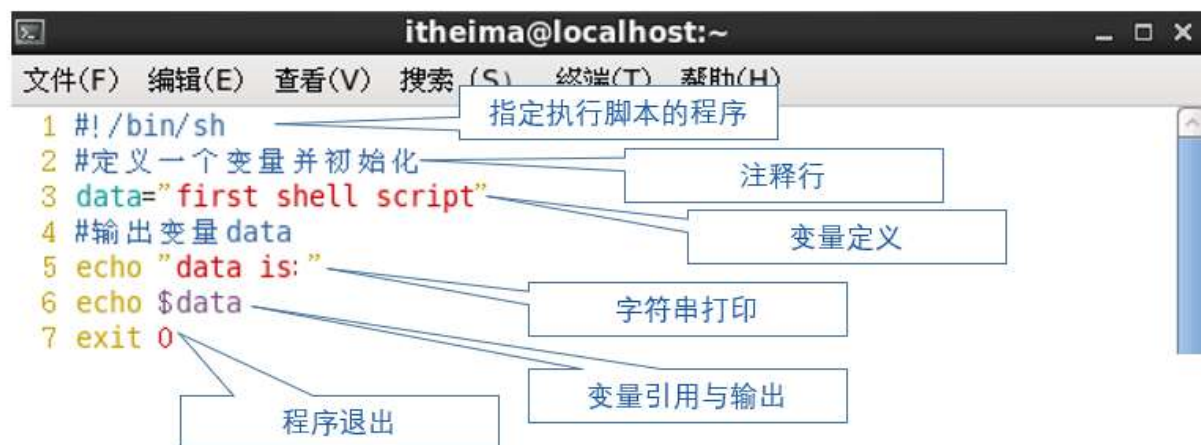 itheima@localhost:~
文件(F) 编辑(E) 查看(V) 搜索 (S) 终端(T) 帮助(H)
指定执行脚本的程序
1 #!/bin/sh
2 #定义一个变量并初始化
注释行
3 data="first shell script"
变量定义
4 #输出变量data
5 echo "data is:"
字符串打印
6 echo $data
变量引用与输出
7 exit 0
程序退出